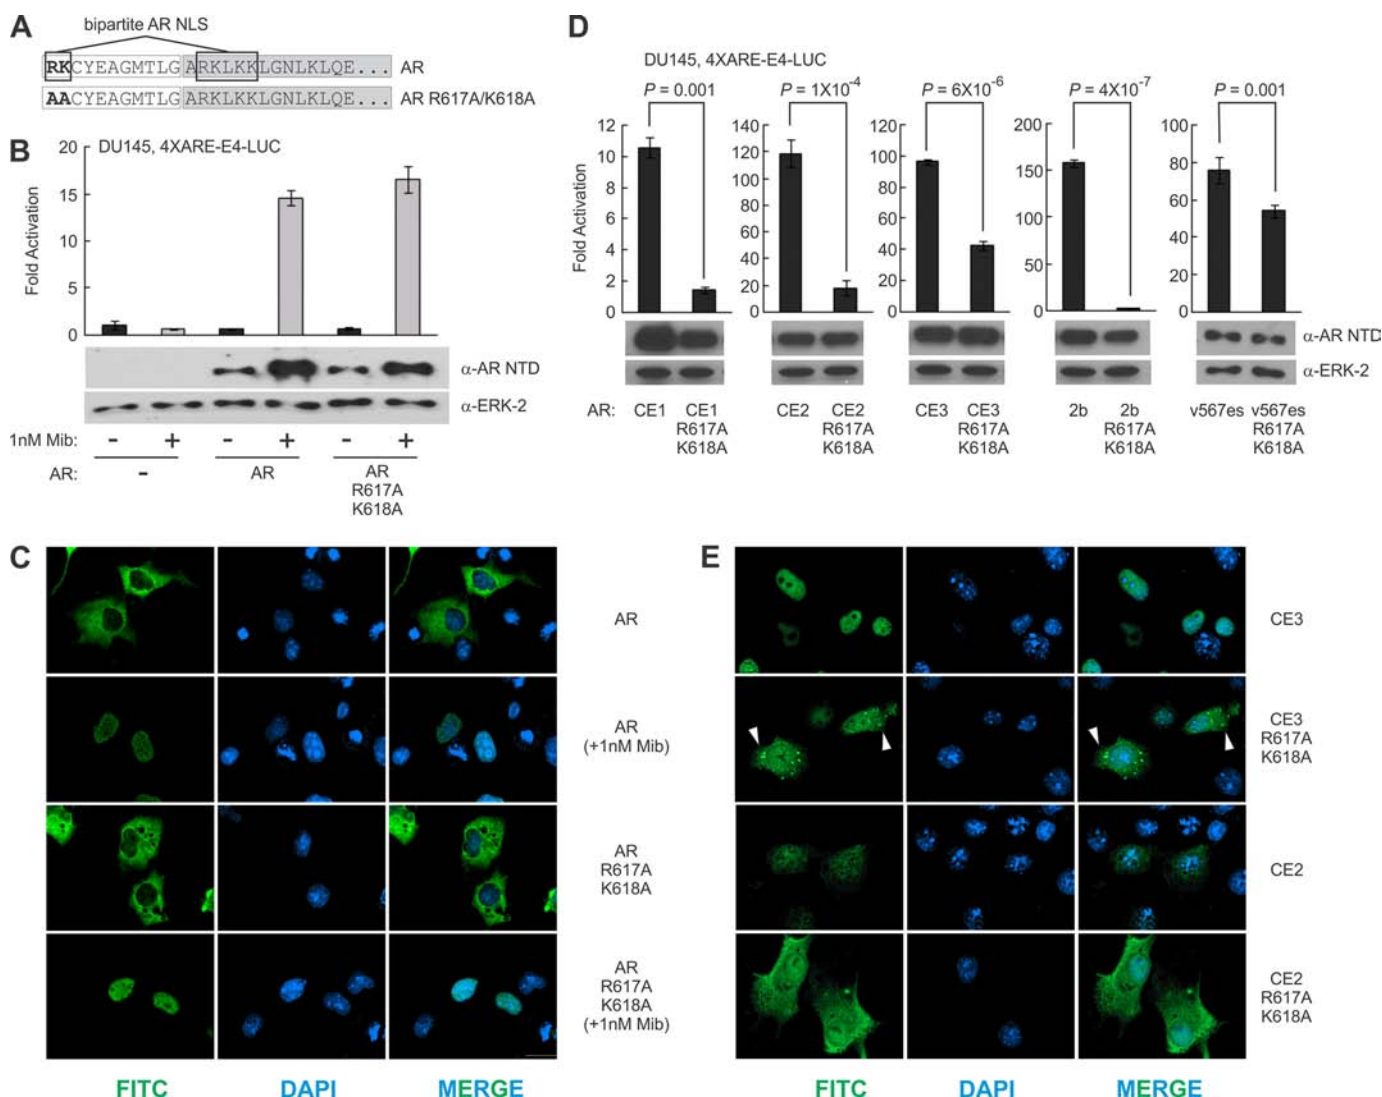 A
bipartite AR NLS
RKCYEAGMTLGARKLKKLGNLKLQE... AR
AACYEAGMTLGARKLKKLGNLKLQE... AR R617A/K618A
B
DU145, 4XARE-E4-LUC
Fold Activation
20
15
10
5
0
α-AR NTD
α-ERK-2
1nM Mib: - + - + - +
AR: - AR AR
R617A
K618A
C
AR
AR
(+1nM Mib)
AR
R617A
K618A
AR
R617A
K618A
(+1nM Mib)
FITC DAPI MERGE
D
DU145, 4XARE-E4-LUC
P = 0.001 P = 1X10⁻⁴ P = 6X10⁻⁶ P = 4X10⁻⁷ P = 0.001
Fold Activation
12
10
8
6
4
2
0
140
120
100
80
60
40
20
0
120
100
80
60
40
20
0
200
150
100
50
0
100
80
60
40
20
0
α-AR NTD
α-ERK-2
AR: CE1 CE1 CE2 CE2 CE3 CE3 2b 2b v567es v567es
R617A R617A R617A R617A R617A
K618A K618A K618A K618A K618A
E
CE3
CE3
R617A
K618A
CE2
CE2
R617A
K618A
FITC DAPI MERGE